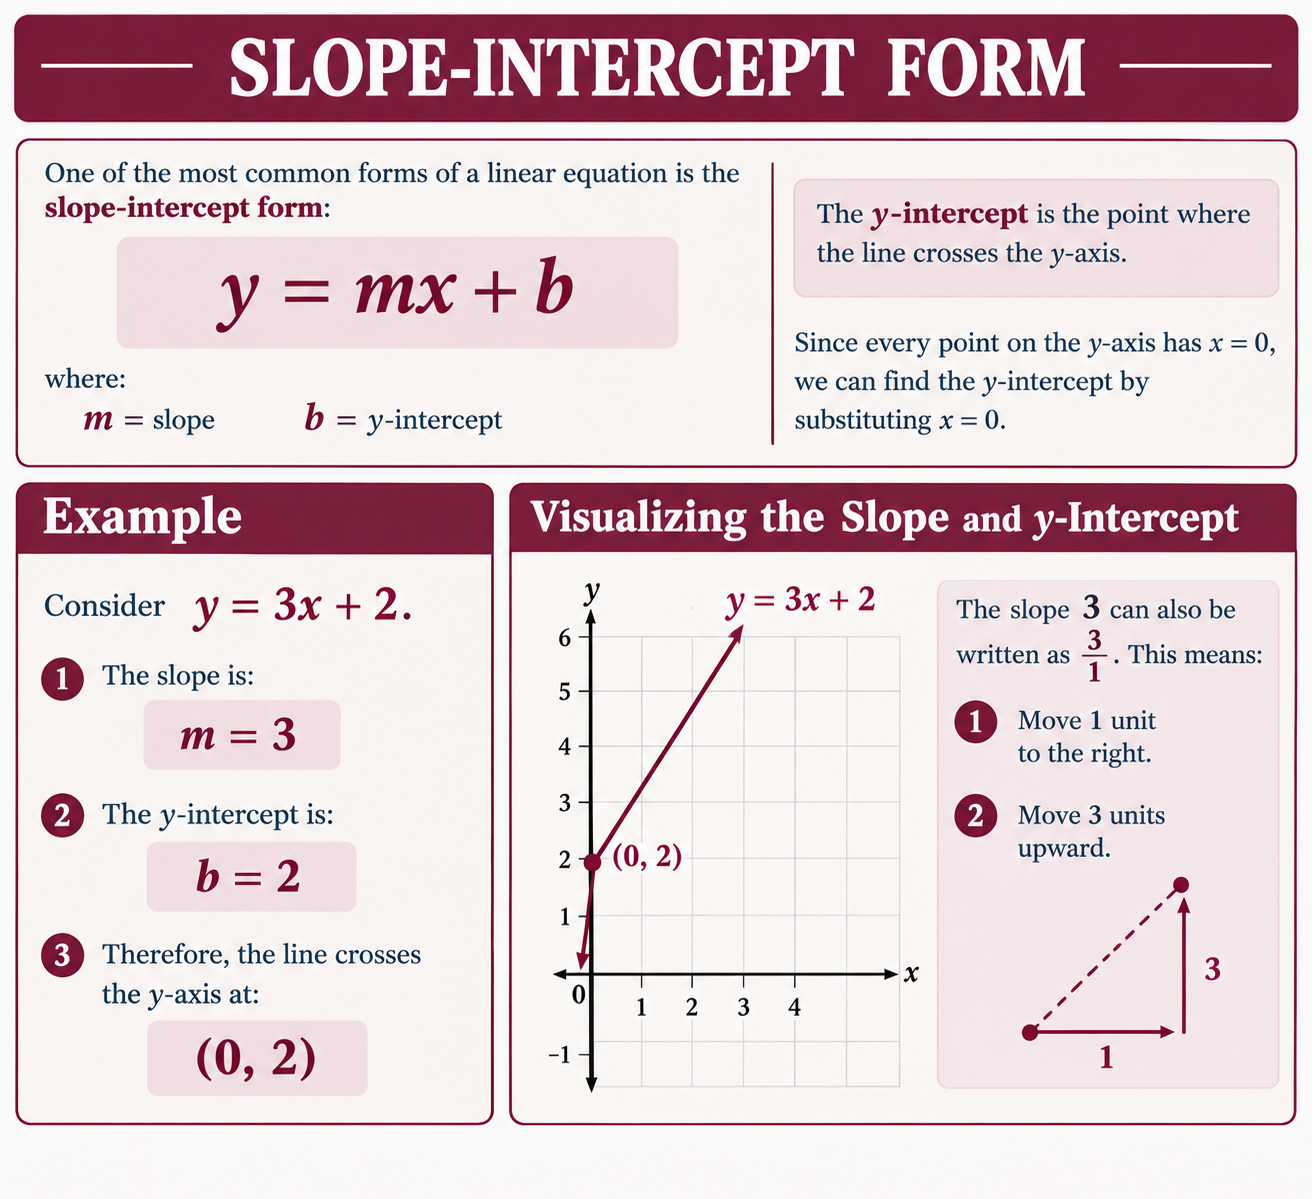 SLOPE-INTERCEPT FORM
One of the most common forms of a linear equation is the
slope-intercept form:
y = mx + b
where:
m = slope
b = y-intercept
The y-intercept is the point where
the line crosses the y-axis.
Since every point on the y-axis has x = 0,
we can find the y-intercept by
substituting x = 0.
Example
Consider y = 3x + 2.
1 The slope is:
m = 3
2 The y-intercept is:
b = 2
3 Therefore, the line crosses
the y-axis at:
(0, 2)
Visualizing the Slope and y-Intercept
y
y = 3x + 2
6
5
4
3
2
(0, 2)
1
x
0
1 2 3 4
−1
The slope 3 can also be
written as 3/1. This means:
1 Move 1 unit
to the right.
2 Move 3 units
upward.
3
1